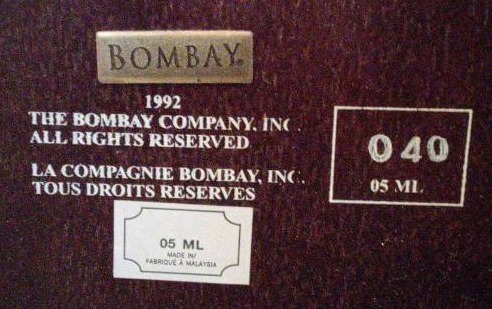 BOMBAY®
1992
THE BOMBAY COMPANY, INC.
ALL RIGHTS RESERVED
LA COMPAGNIE BOMBAY, INC.
TOUS DROITS RESERVES
040
05 ML
05 ML
MADE IN/
FABRIQUE À MALAYSIA